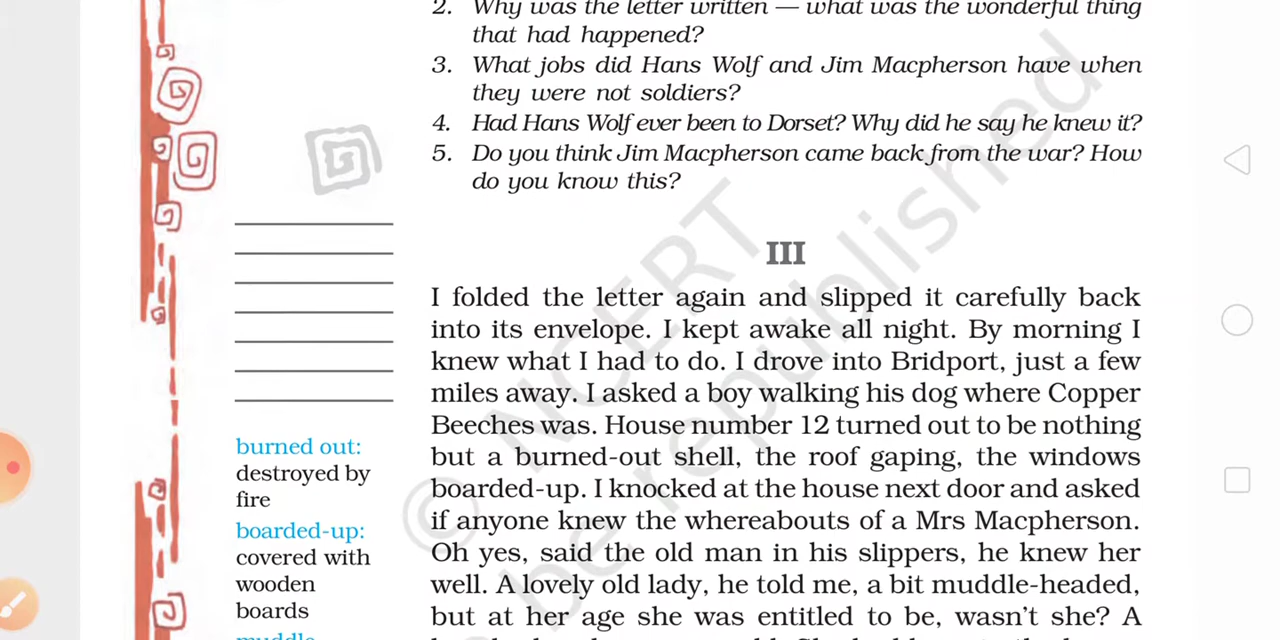 2. Why was the letter written — what was the wonderful thing
that had happened?
3. What jobs did Hans Wolf and Jim Macpherson have when
they were not soldiers?
4. Had Hans Wolf ever been to Dorset? Why did he say he knew it?
5. Do you think Jim Macpherson came back from the war? How
do you know this?
III
I folded the letter again and slipped it carefully back
into its envelope. I kept awake all night. By morning I
knew what I had to do. I drove into Bridport, just a few
miles away. I asked a boy walking his dog where Copper
Beeches was. House number 12 turned out to be nothing
but a burned-out shell, the roof gaping, the windows
boarded-up. I knocked at the house next door and asked
if anyone knew the whereabouts of a Mrs Macpherson.
Oh yes, said the old man in his slippers, he knew her
well. A lovely old lady, he told me, a bit muddle-headed,
but at her age she was entitled to be, wasn't she? A
burned out:
destroyed by
fire
boarded-up:
covered with
wooden
boards
muddle
© NCERT
be republished